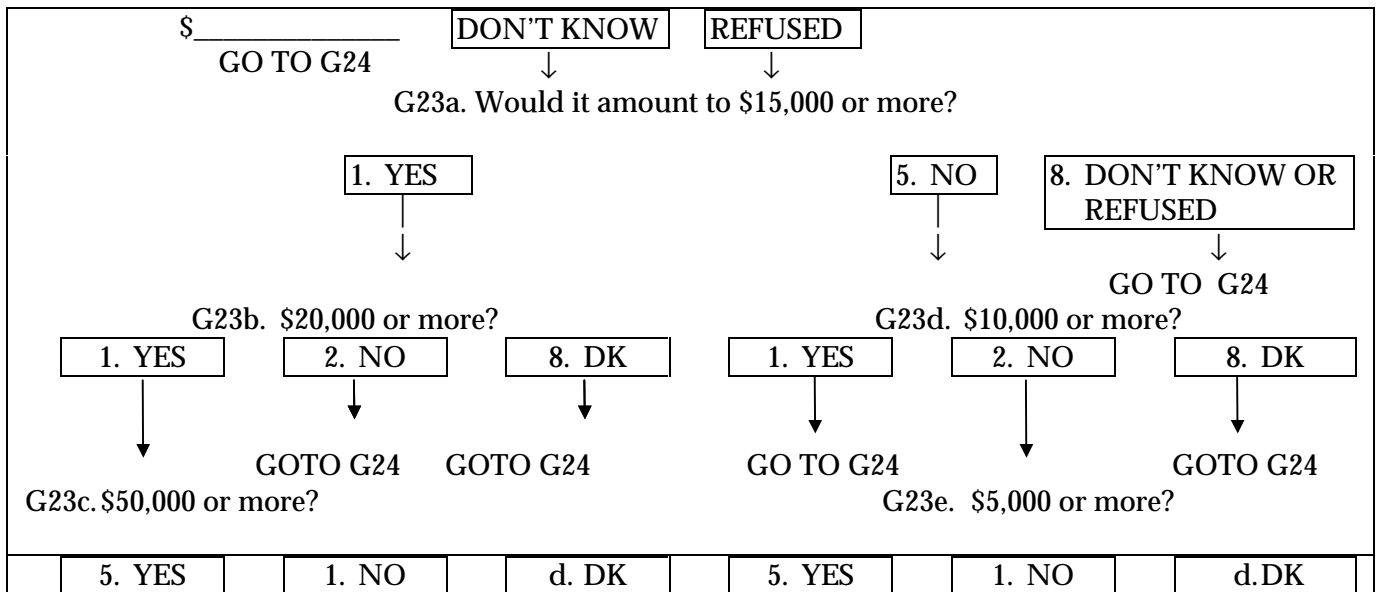 $______________ DON'T KNOW REFUSED
GO TO G24 ↓ ↓
G23a. Would it amount to $15,000 or more?
1. YES 5. NO 8. DON'T KNOW OR
REFUSED
↓ ↓ ↓
GO TO G24
G23b. $20,000 or more? G23d. $10,000 or more?
1. YES 2. NO 8. DK 1. YES 2. NO 8. DK
GOTO G24 GOTO G24 GO TO G24 GOTO G24
G23c. $50,000 or more? G23e. $5,000 or more?
5. YES 1. NO d. DK 5. YES 1. NO d.DK